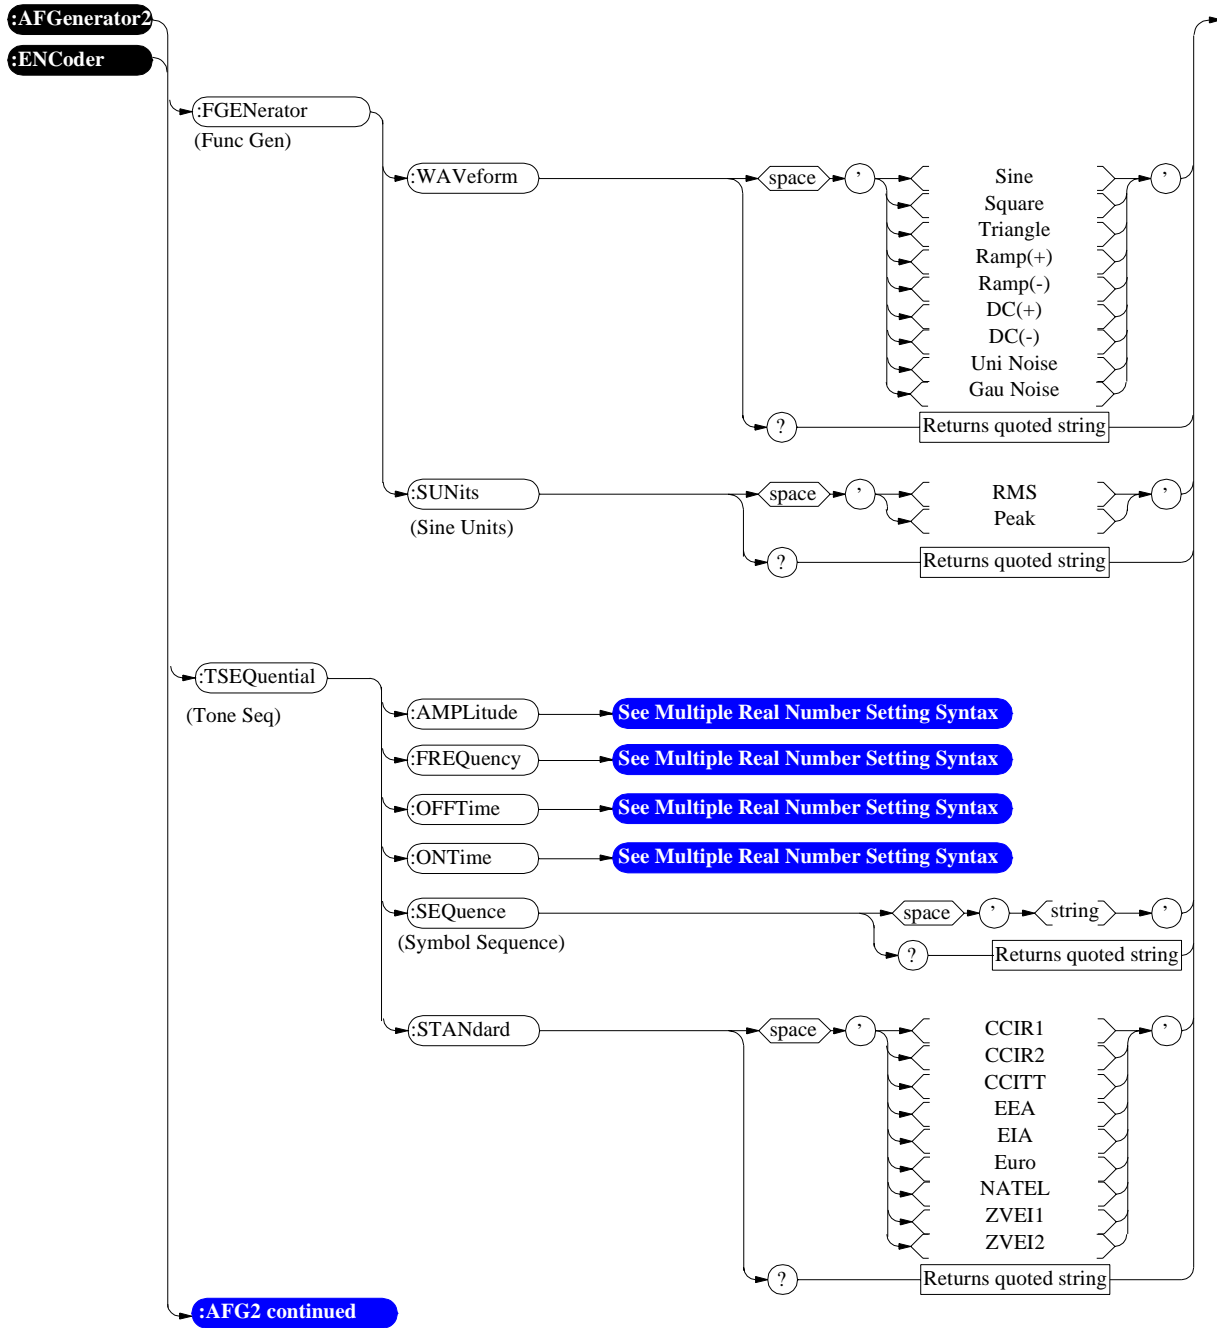 :AFGenerator2
:ENCoder
:FGENerator
(Func Gen)
:WAVeform
space
'
Sine
Square
Triangle
Ramp(+)
Ramp(-)
DC(+)
DC(-)
Uni Noise
Gau Noise
'
?
Returns quoted string
:SUNits
(Sine Units)
space
'
RMS
Peak
'
?
Returns quoted string
:TSEQuential
(Tone Seq)
:AMPLitude
See Multiple Real Number Setting Syntax
:FREQuency
See Multiple Real Number Setting Syntax
:OFFTime
See Multiple Real Number Setting Syntax
:ONTime
See Multiple Real Number Setting Syntax
:SEQuence
(Symbol Sequence)
space
'
string
'
?
Returns quoted string
:STANdard
space
'
CCIR1
CCIR2
CCITT
EEA
EIA
Euro
NATEL
ZVEI1
ZVEI2
'
?
Returns quoted string
:AFG2 continued